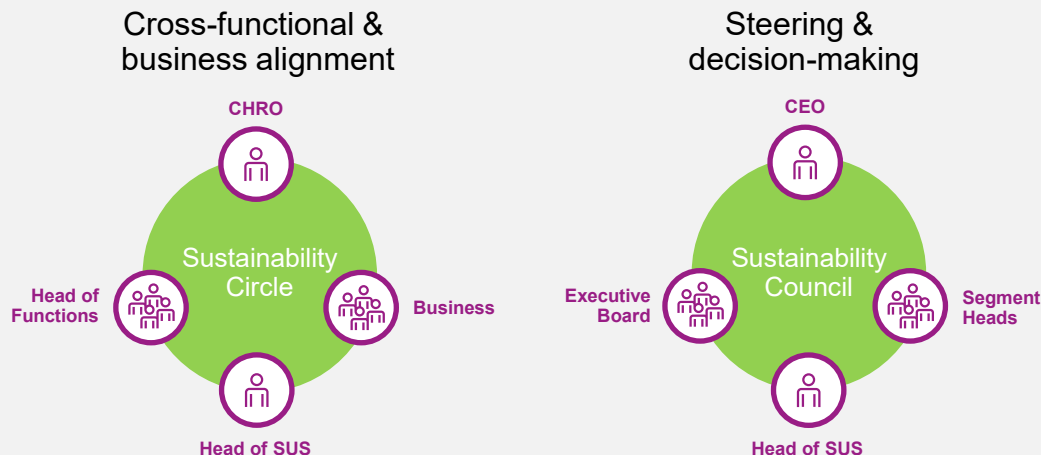 Cross-functional &
business alignment
CHRO
Sustainability
Circle
Head of
Functions
Business
Head of SUS
Steering &
decision-making
CEO
Sustainability
Council
Executive
Board
Segment
Heads
Head of SUS